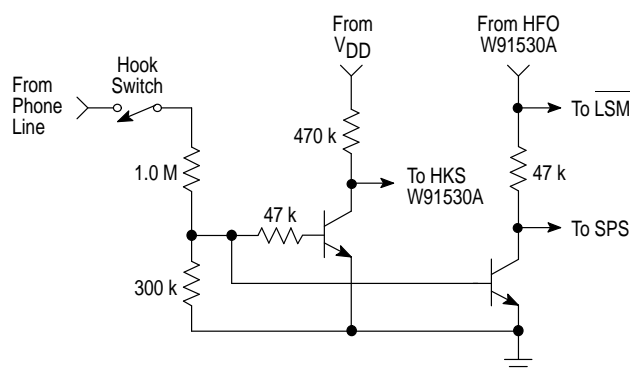 From
Phone
Line
Hook
Switch
From
VDD
From HFO
W91530A
470 k
To LSM
1.0 M
To HKS
W91530A
47 k
47 k
To SPS
300 k